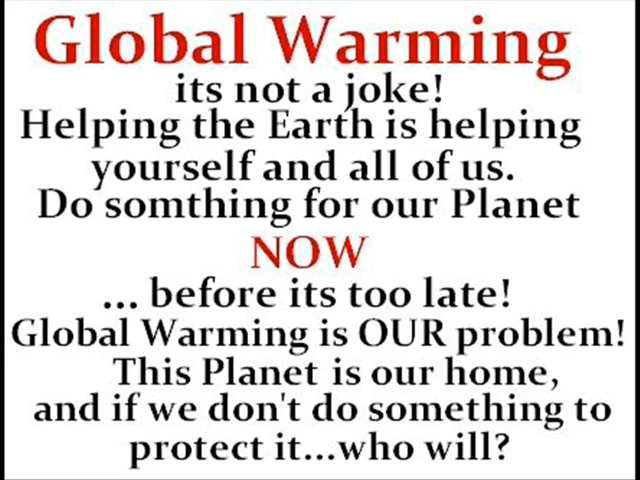 Global Warming
its not a joke!
Helping the Earth is helping
yourself and all of us.
Do somthing for our Planet
NOW
... before its too late!
Global Warming is OUR problem!
This Planet is our home,
and if we don't do something to
protect it...who will?